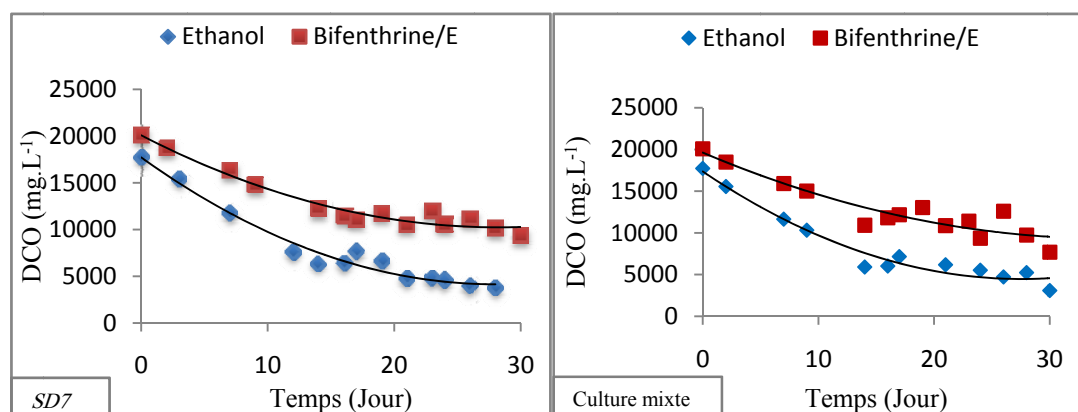 Ethanol Bifenthrine/E
25000
20000
15000
10000
5000
0
DCO (mg.L⁻¹)
0 10 20 30
Temps (Jour)
SD7
Ethanol Bifenthrine/E
25000
20000
15000
10000
5000
0
DCO (mg.L⁻¹)
0 10 20 30
Temps (Jour)
Culture mixte